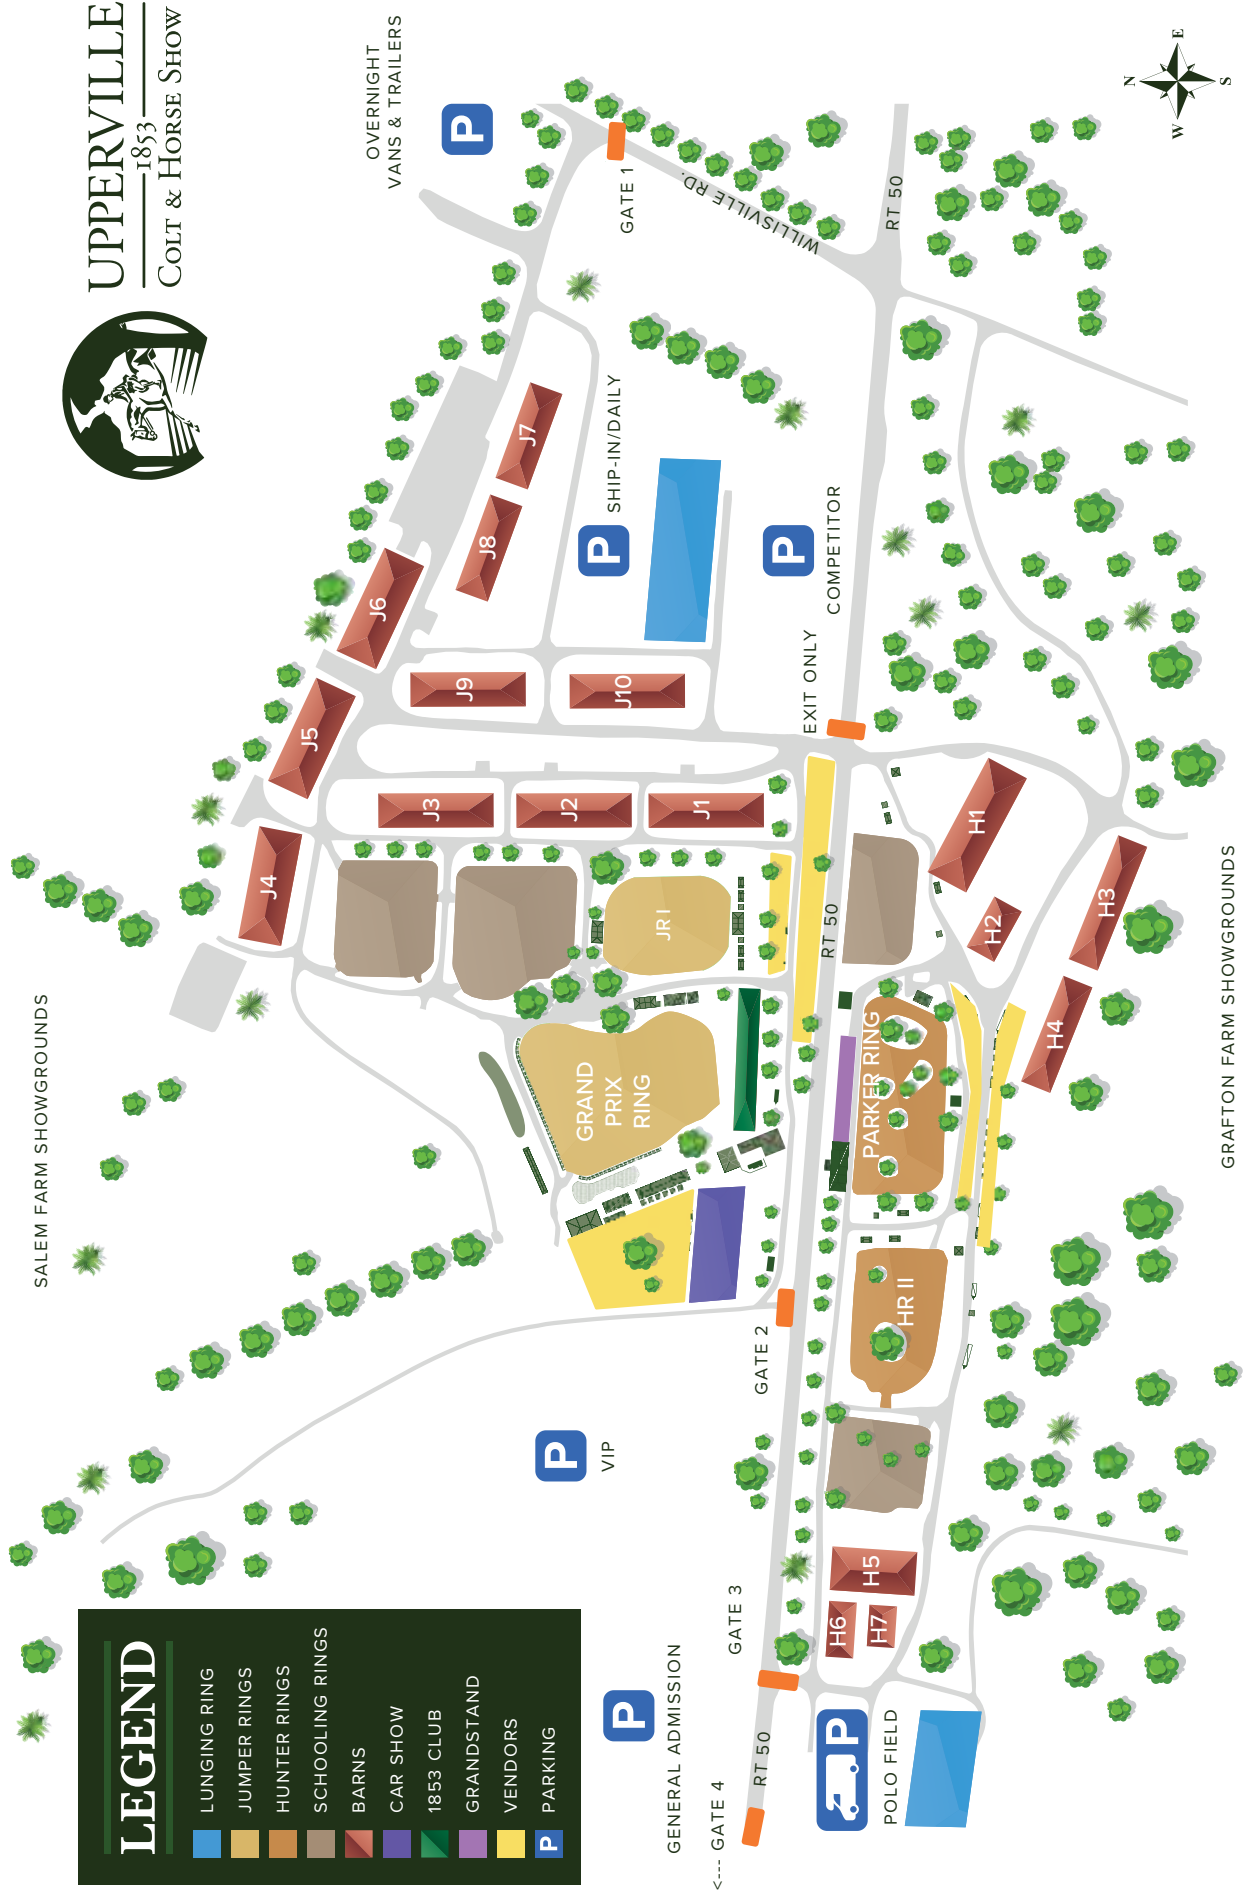 UPPERVILLE
1853
COLT & HORSE SHOW
OVERNIGHT
VANS & TRAILERS
P
N
E
S
W
GATE 1
WILLISVILLE RD.
RT 50
SHIP-IN/DAILY
P
COMPETITOR
P
EXIT ONLY
J7
J8
J6
J9
J10
J5
J3
J2
J1
J4
JR I
RT 50
H1
H2
H3
H4
GRAND
PRIX
RING
PARKER RING
HR II
GATE 2
P
VIP
SALEM FARM SHOWGROUNDS
GRAFTON FARM SHOWGROUNDS
H5
H6
H7
GATE 3
P
GENERAL ADMISSION
RT 50
<--- GATE 4
P
POLO FIELD
LEGEND
LUNGING RING
JUMPER RINGS
HUNTER RINGS
SCHOOLING RINGS
BARNS
CAR SHOW
1853 CLUB
GRANDSTAND
VENDORS
P PARKING